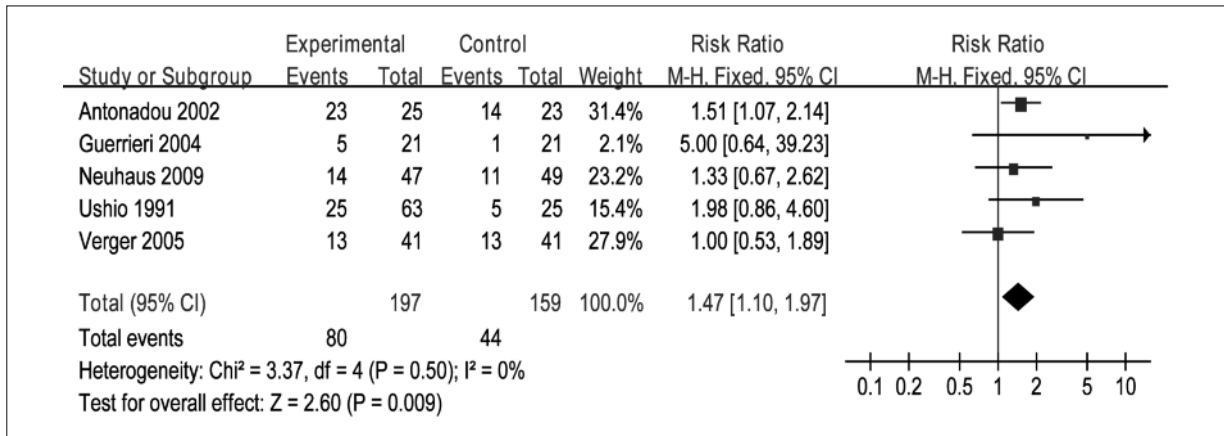 Experimental Control Risk Ratio Risk Ratio
Study or Subgroup Events Total Events Total Weight M-H. Fixed. 95% CI M-H. Fixed. 95% CI
Antonadou 2002 23 25 14 23 31.4% 1.51 [1.07, 2.14]
Guerrieri 2004 5 21 1 21 2.1% 5.00 [0.64, 39.23]
Neuhaus 2009 14 47 11 49 23.2% 1.33 [0.67, 2.62]
Ushio 1991 25 63 5 25 15.4% 1.98 [0.86, 4.60]
Verger 2005 13 41 13 41 27.9% 1.00 [0.53, 1.89]
Total (95% CI) 197 159 100.0% 1.47 [1.10, 1.97]
Total events 80 44
Heterogeneity: Chi² = 3.37, df = 4 (P = 0.50); I² = 0%
Test for overall effect: Z = 2.60 (P = 0.009)
0.1 0.2 0.5 1 2 5 10